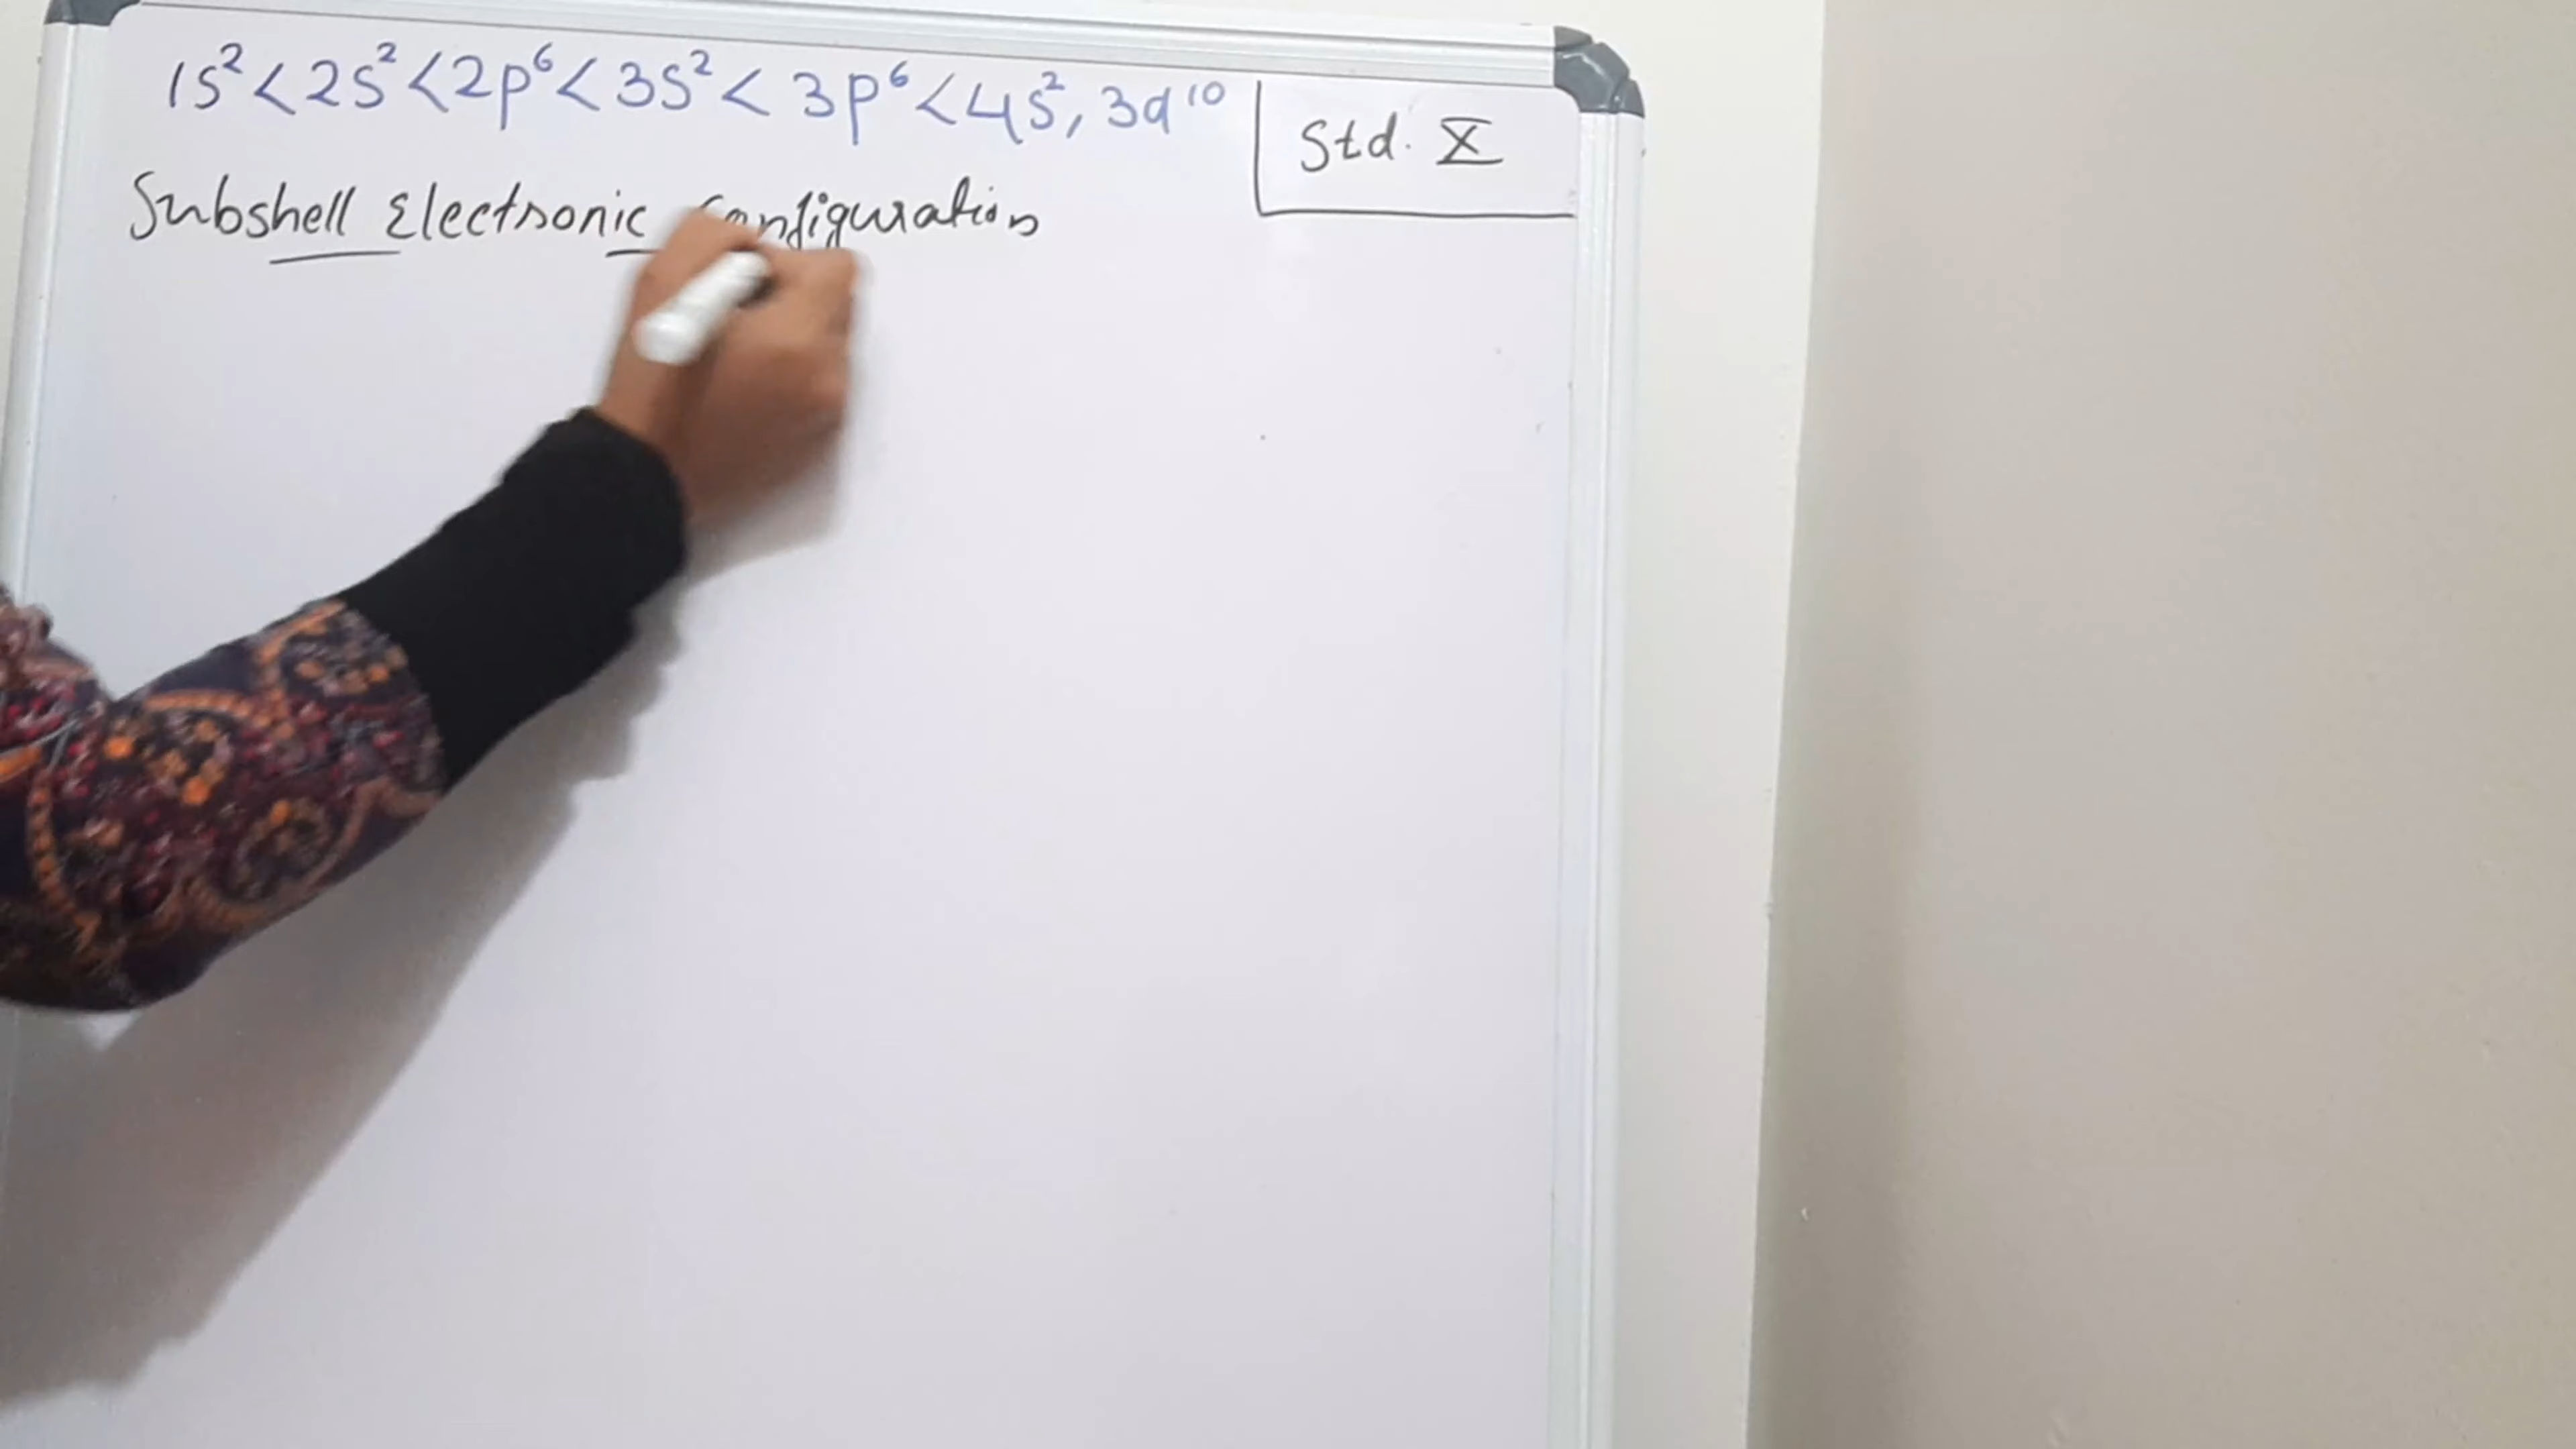 1s² < 2s² < 2p⁶ < 3s² < 3p⁶ < 4s², 3d¹⁰
Std. X
Subshell Electronic Configuration